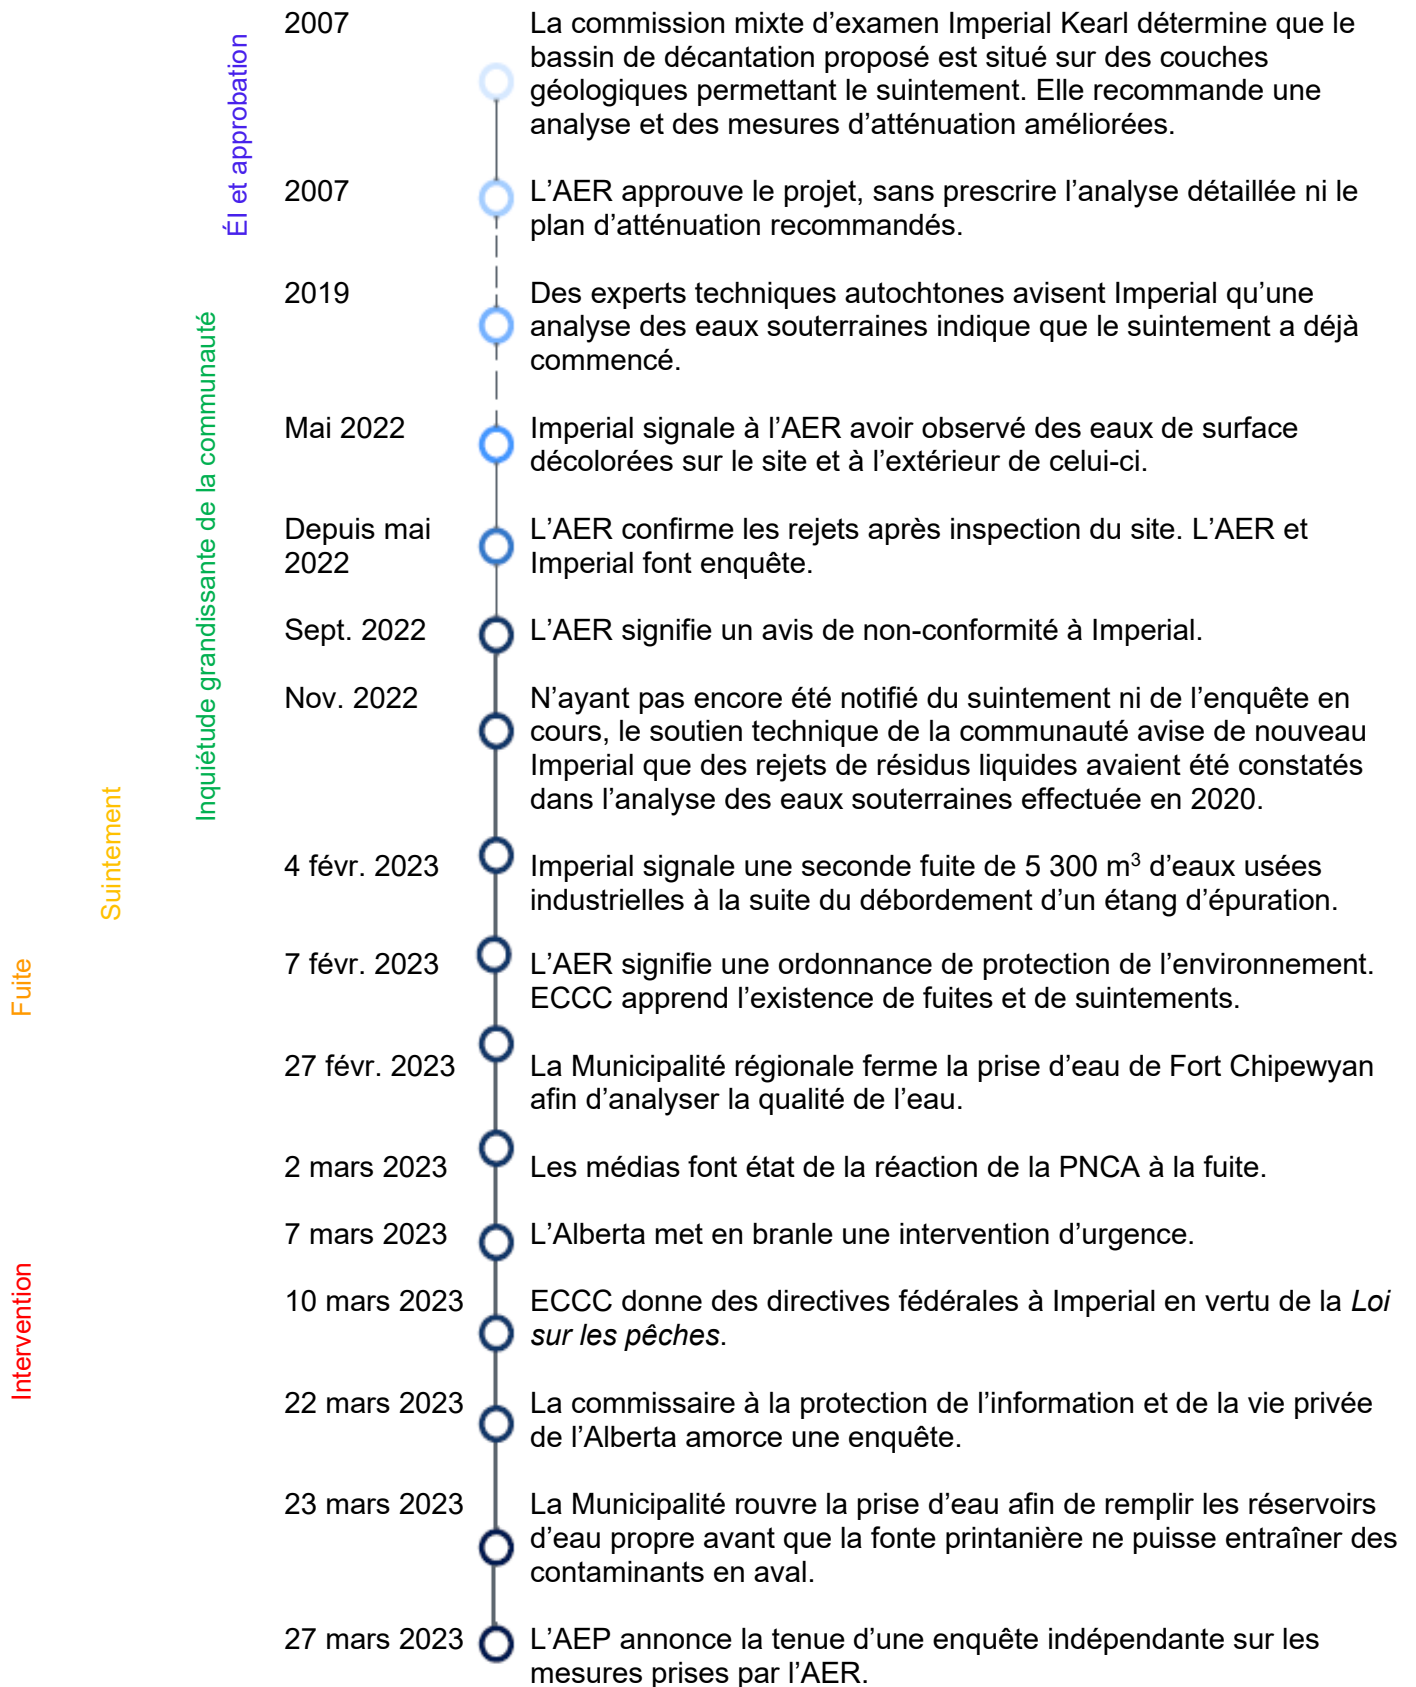 Él et approbation
Inquiétude grandissante de la communauté
Suintement
Fuite
Intervention
2007
La commission mixte d’examen Imperial Kearl détermine que le
bassin de décantation proposé est situé sur des couches
géologiques permettant le suintement. Elle recommande une
analyse et des mesures d’atténuation améliorées.
2007
L’AER approuve le projet, sans prescrire l’analyse détaillée ni le
plan d’atténuation recommandés.
2019
Des experts techniques autochtones avisent Imperial qu’une
analyse des eaux souterraines indique que le suintement a déjà
commencé.
Mai 2022
Imperial signale à l’AER avoir observé des eaux de surface
décolorées sur le site et à l’extérieur de celui-ci.
Depuis mai
2022
L’AER confirme les rejets après inspection du site. L’AER et
Imperial font enquête.
Sept. 2022
L’AER signifie un avis de non-conformité à Imperial.
Nov. 2022
N’ayant pas encore été notifié du suintement ni de l’enquête en
cours, le soutien technique de la communauté avise de nouveau
Imperial que des rejets de résidus liquides avaient été constatés
dans l’analyse des eaux souterraines effectuée en 2020.
4 févr. 2023
Imperial signale une seconde fuite de 5 300 m³ d’eaux usées
industrielles à la suite du débordement d’un étang d’épuration.
7 févr. 2023
L’AER signifie une ordonnance de protection de l’environnement.
ECCC apprend l’existence de fuites et de suintements.
27 févr. 2023
La Municipalité régionale ferme la prise d’eau de Fort Chipewyan
afin d’analyser la qualité de l’eau.
2 mars 2023
Les médias font état de la réaction de la PNCA à la fuite.
7 mars 2023
L’Alberta met en branle une intervention d’urgence.
10 mars 2023
ECCC donne des directives fédérales à Imperial en vertu de la Loi
sur les pêches.
22 mars 2023
La commissaire à la protection de l’information et de la vie privée
de l’Alberta amorce une enquête.
23 mars 2023
La Municipalité rouvre la prise d’eau afin de remplir les réservoirs
d’eau propre avant que la fonte printanière ne puisse entraîner des
contaminants en aval.
27 mars 2023
L’AEP annonce la tenue d’une enquête indépendante sur les
mesures prises par l’AER.